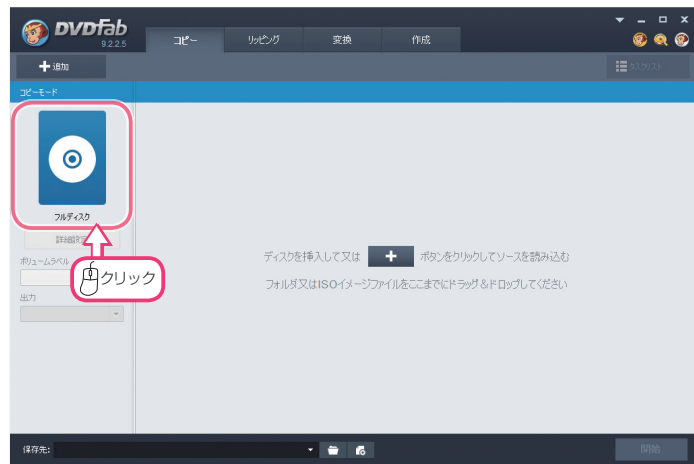 DVDFab
9.2.2.5
コピー
リッピング
変換
作成
追加
タスクリスト
コピーモード
フルディスク
詳細設定
ボリュームラベル
クリック
出力
ディスクを挿入して又は + ボタンをクリックしてソースを読み込む
フォルダ又はISOイメージファイルをここまでにドラッグ&ドロップしてください
保存先:
開始